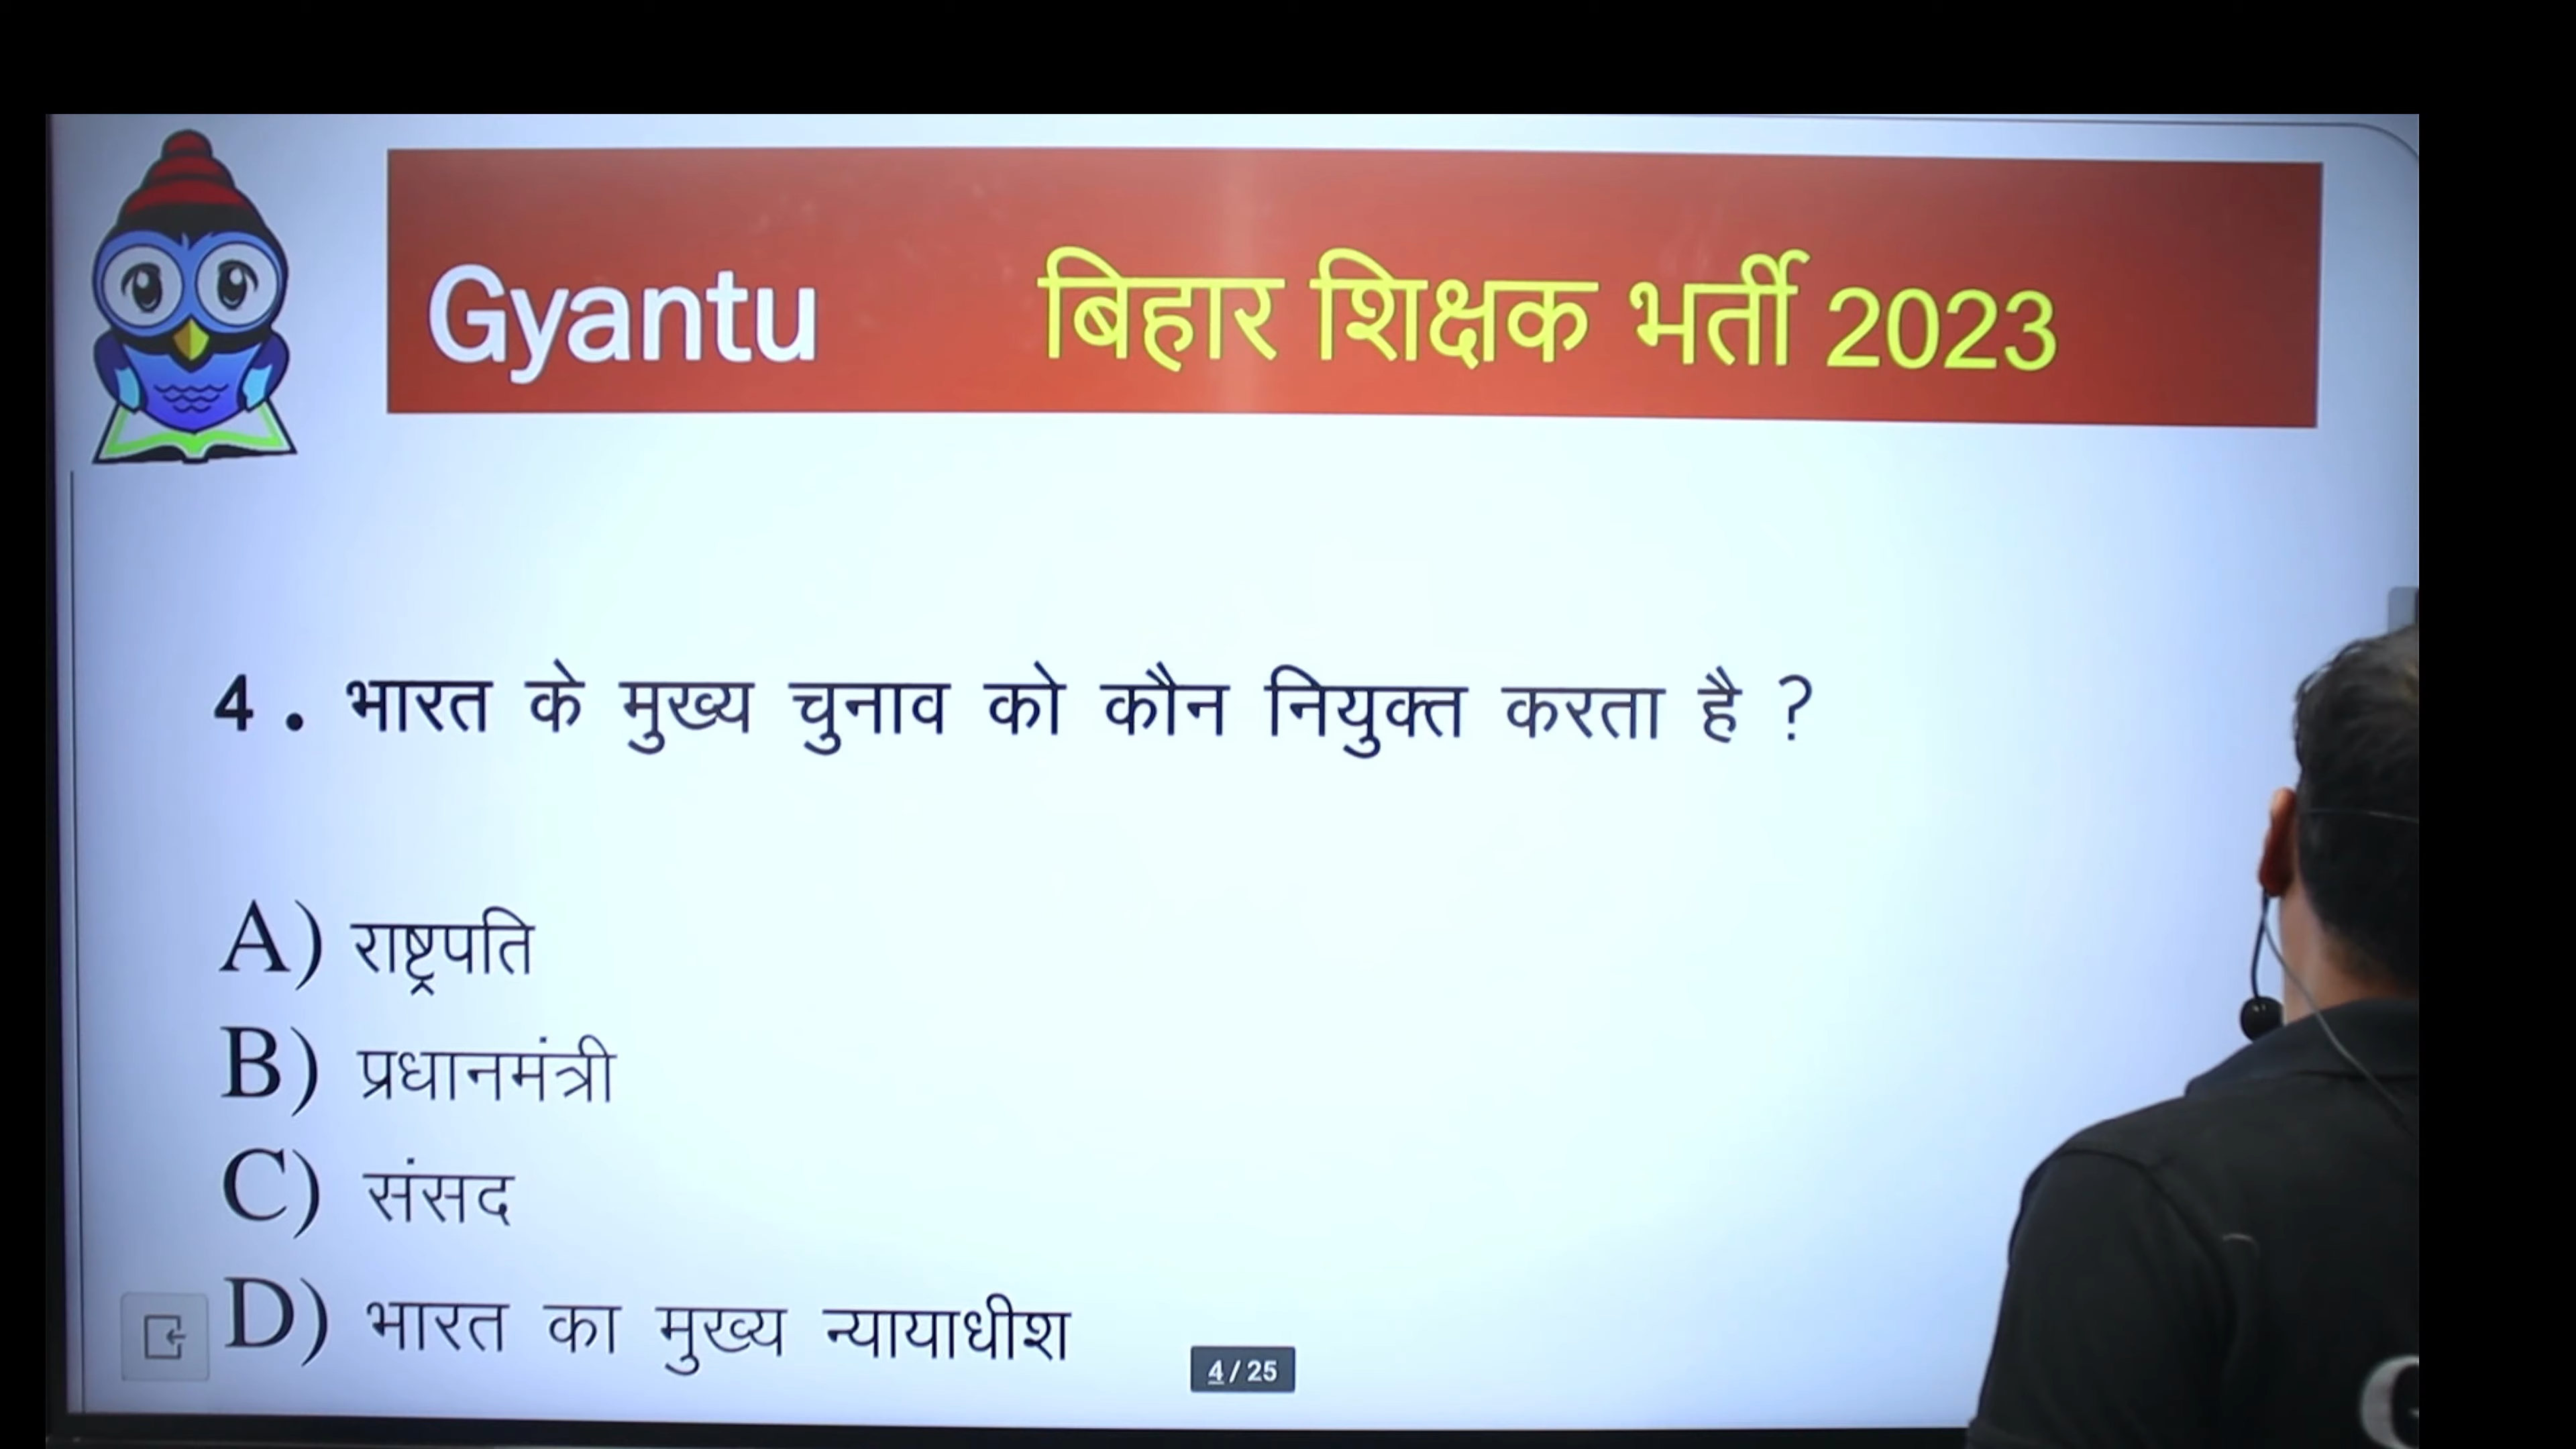 Gyantu बिहार शिक्षक भर्ती 2023
4 . भारत के मुख्य चुनाव को कौन नियुक्त करता है ?
A) राष्ट्रपति
B) प्रधानमंत्री
C) संसद
D) भारत का मुख्य न्यायाधीश
4 / 25